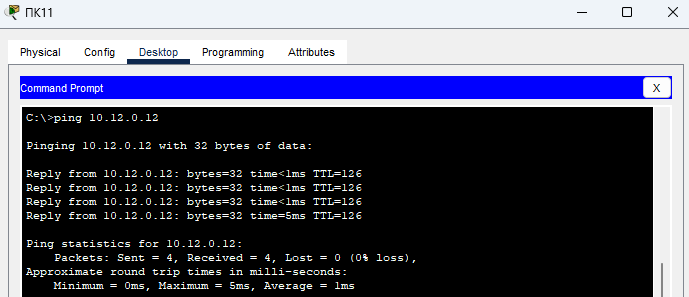 ПК11
Physical Config Desktop Programming Attributes
Command Prompt X
C:\>ping 10.12.0.12
Pinging 10.12.0.12 with 32 bytes of data:
Reply from 10.12.0.12: bytes=32 time<1ms TTL=126
Reply from 10.12.0.12: bytes=32 time<1ms TTL=126
Reply from 10.12.0.12: bytes=32 time<1ms TTL=126
Reply from 10.12.0.12: bytes=32 time=5ms TTL=126
Ping statistics for 10.12.0.12:
    Packets: Sent = 4, Received = 4, Lost = 0 (0% loss),
Approximate round trip times in milli-seconds:
    Minimum = 0ms, Maximum = 5ms, Average = 1ms